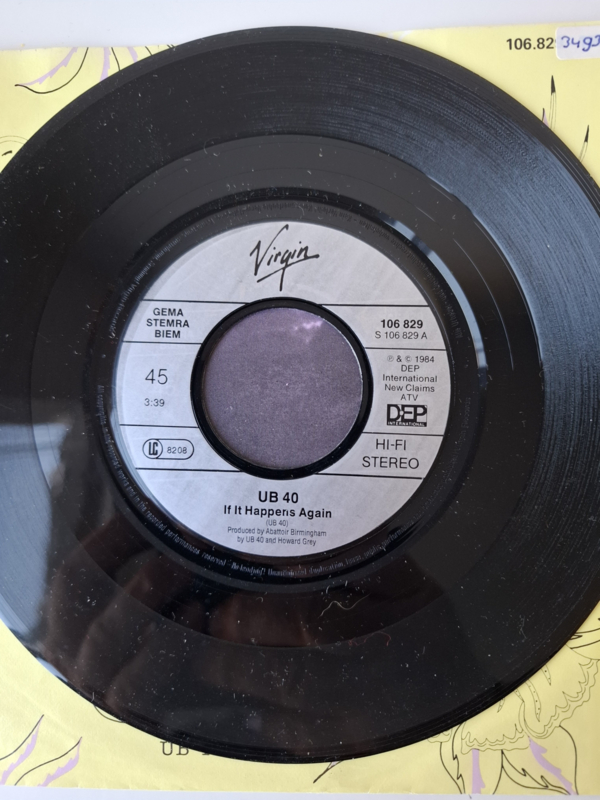 106.82
3493
Virgin
GEMA
STEMRA
BIEM
106 829
S 106 829 A
45
3:39
℗ & © 1984
DEP
International
New Claims
ATV
DEP
INTERNATIONAL
LC 8208
HI-FI
STEREO
UB 40
If It Happens Again
(UB 40)
Produced by Abattoir Birmingham
by UB 40 and Howard Grey
UB